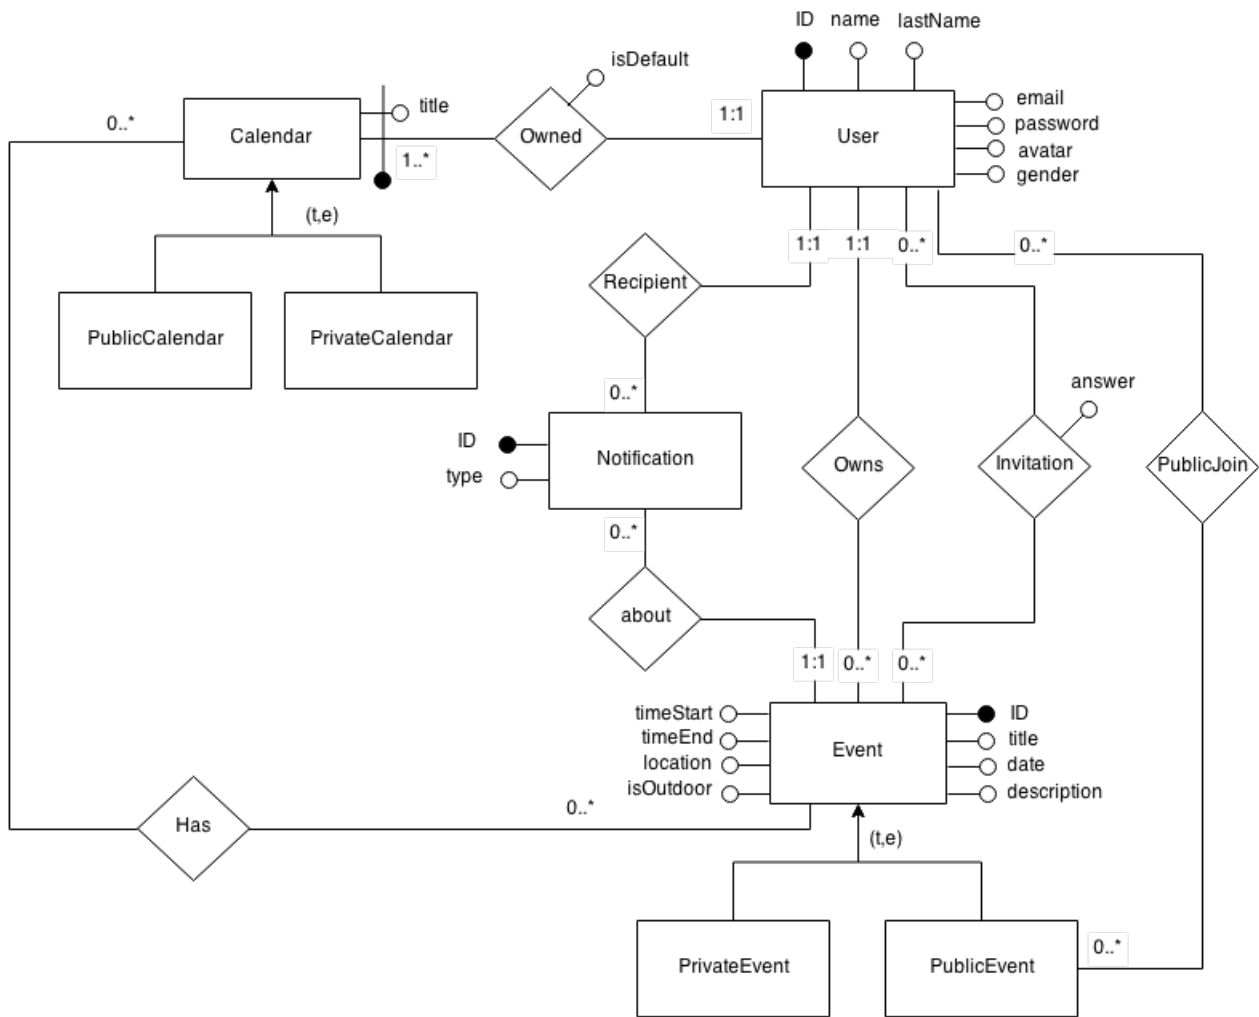 ID name lastName
isDefault
email
title
1:1
password
0..*
Calendar
Owned
User
avatar
1..*
gender
(t,e)
1:1
1:1
0..*
0..*
Recipient
PublicCalendar
PrivateCalendar
answer
0..*
ID
Notification
Owns
Invitation
PublicJoin
type
0..*
about
1:1
0..*
0..*
timeStart
ID
timeEnd
title
Event
location
date
isOutdoor
description
0..*
Has
(t,e)
0..*
PrivateEvent
PublicEvent